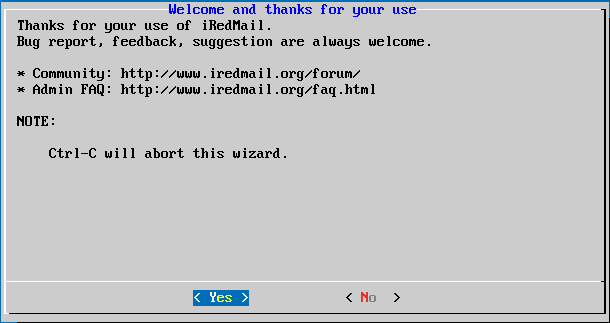 Welcome and thanks for your use
Thanks for your use of iRedMail.
Bug report, feedback, suggestion are always welcome.
* Community: http://www.iredmail.org/forum/
* Admin FAQ: http://www.iredmail.org/faq.html
NOTE:
Ctrl-C will abort this wizard.
< Yes > < No >